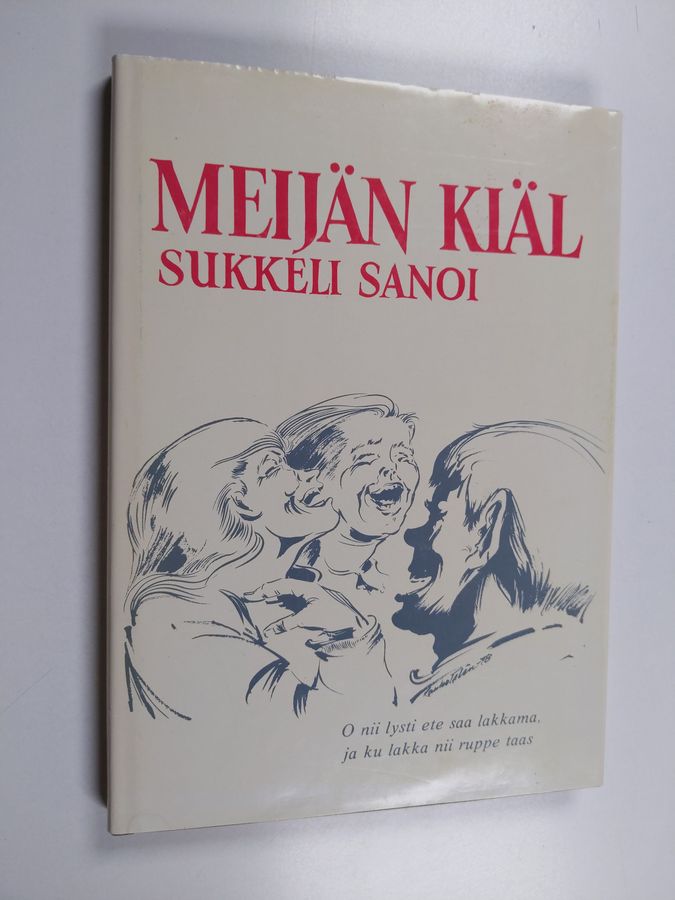 MEIJÄN KIÄL
SUKKELI SANOI
O nii lysti ete saa lakkama,
ja ku lakka nii ruppe taas